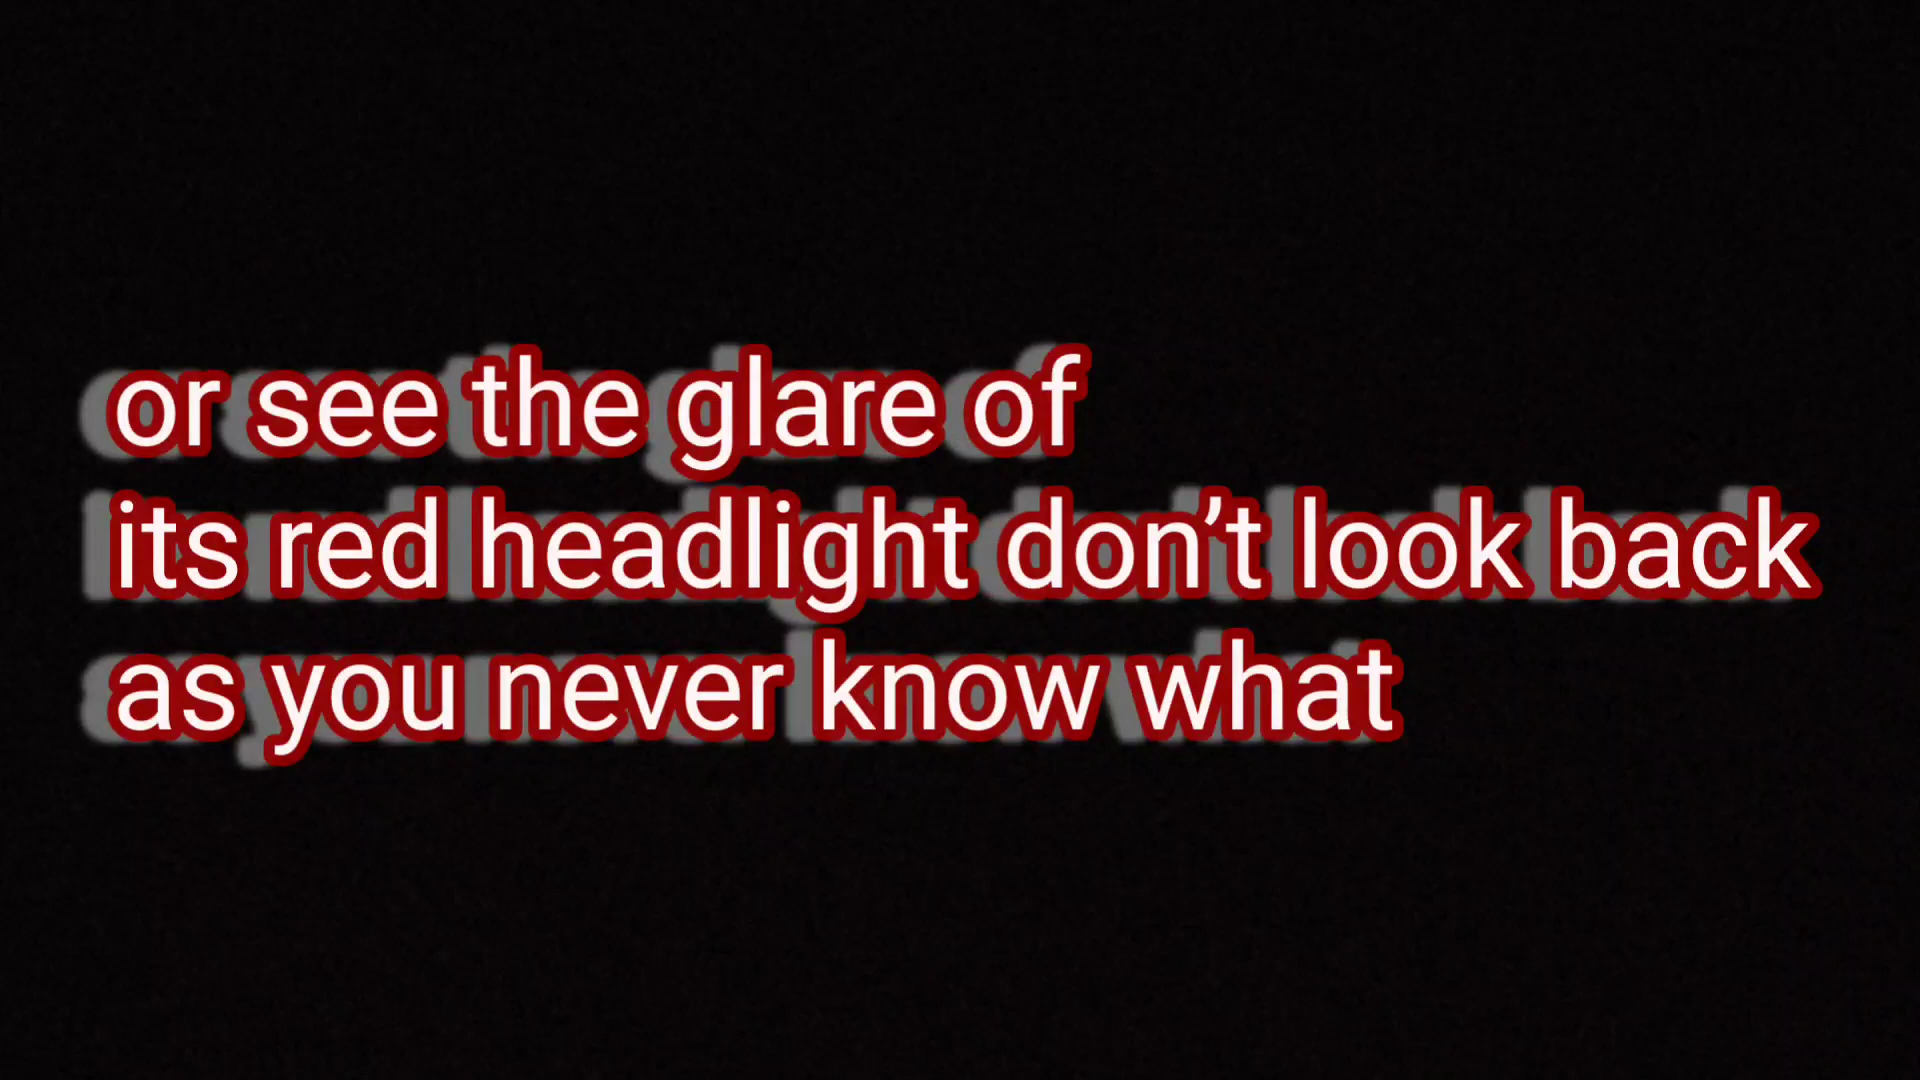 or see the glare of
its red headlight don’t look back
as you never know what